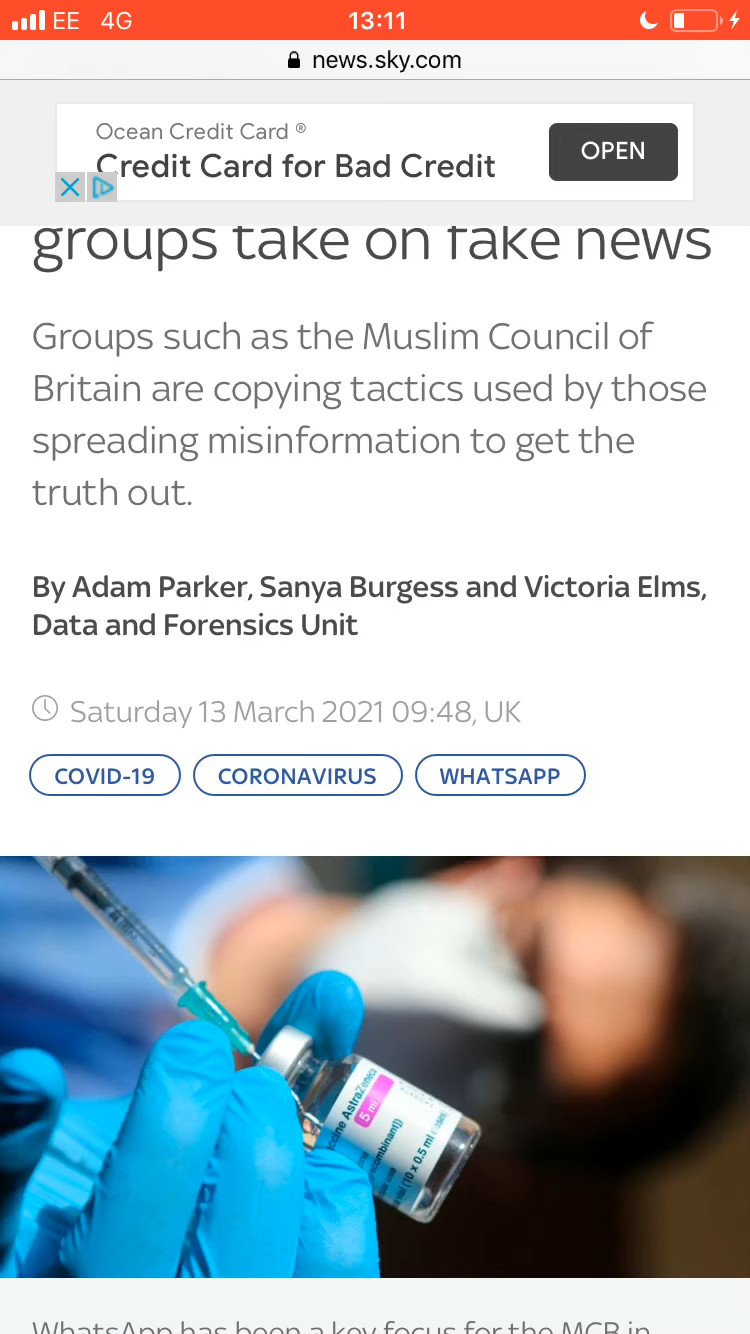 EE 4G 13:11
news.sky.com
Ocean Credit Card ®
Credit Card for Bad Credit
OPEN
groups take on fake news
Groups such as the Muslim Council of
Britain are copying tactics used by those
spreading misinformation to get the
truth out.
By Adam Parker, Sanya Burgess and Victoria Elms,
Data and Forensics Unit
Saturday 13 March 2021 09:48, UK
COVID-19 CORONAVIRUS WHATSAPP
AstraZeneca
5 ml
(10 x 0.5 ml
WhatsApp has been a key focus for the MCB in